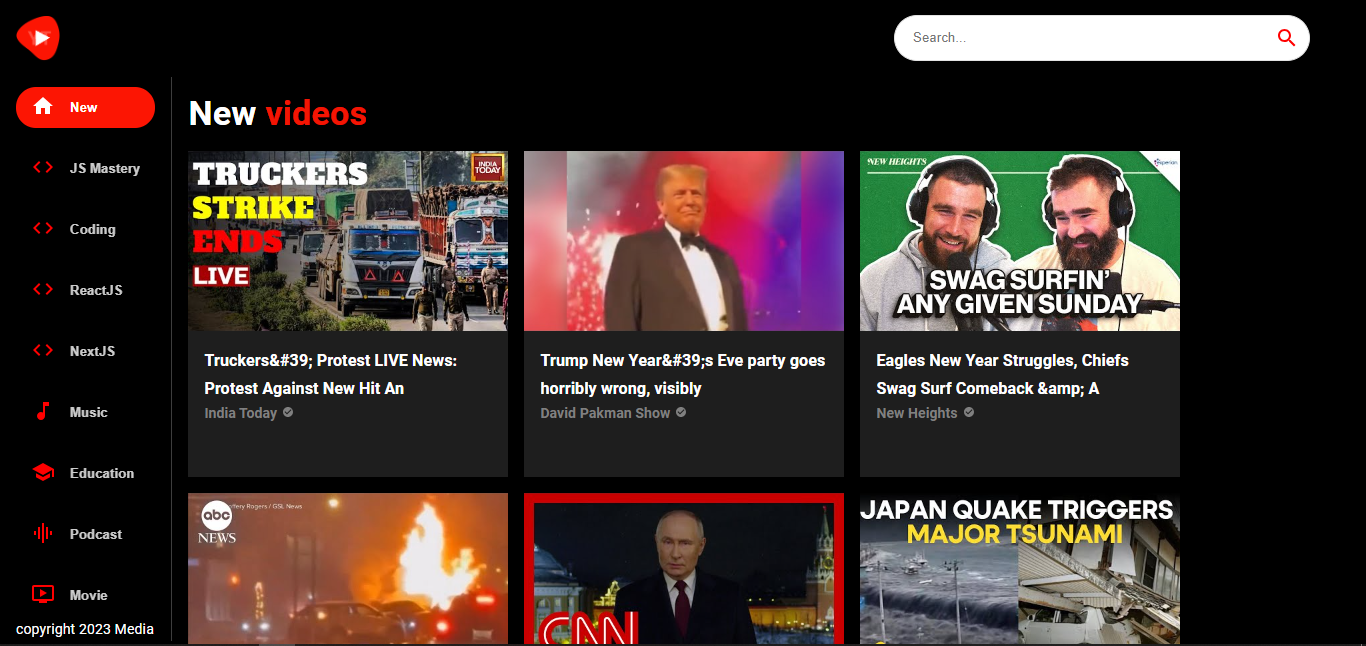 Search...
New
JS Mastery
Coding
ReactJS
NextJS
Music
Education
Podcast
Movie
copyright 2023 Media
New videos
TRUCKERS
STRIKE
ENDS
LIVE
INDIA
TODAY
Truckers&#39; Protest LIVE News:
Protest Against New Hit An
India Today
Trump New Year&#39;s Eve party goes
horribly wrong, visibly
David Pakman Show
NEW HEIGHTS
SWAG SURFIN'
ANY GIVEN SUNDAY
Eagles New Year Struggles, Chiefs
Swag Surf Comeback &amp; A
New Heights
abc
NEWS
Rogers / GSL News
CNN
JAPAN QUAKE TRIGGERS
MAJOR TSUNAMI